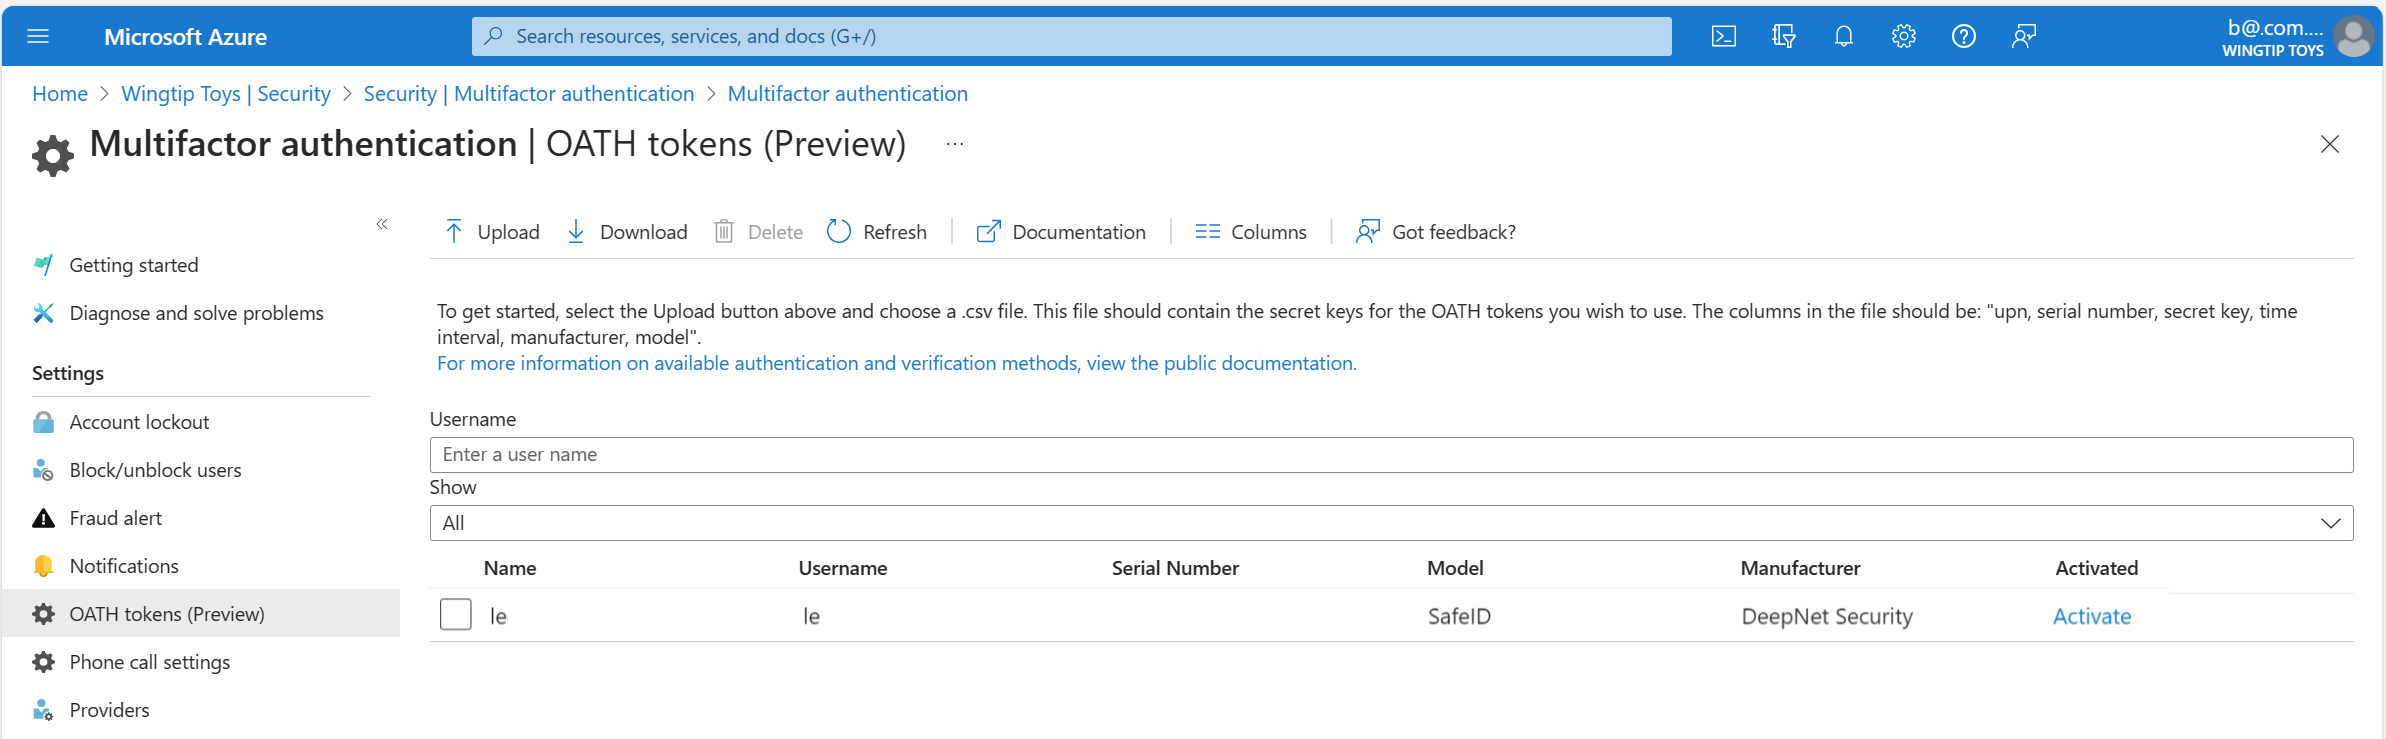 Microsoft Azure
Search resources, services, and docs (G+/)
b@.com....
WINGTIP TOYS
Home > Wingtip Toys | Security > Security | Multifactor authentication > Multifactor authentication
Multifactor authentication | OATH tokens (Preview) ...
«
Upload Download Delete Refresh Documentation Columns Got feedback?
Getting started
Diagnose and solve problems
Settings
Account lockout
Block/unblock users
Fraud alert
Notifications
OATH tokens (Preview)
Phone call settings
Providers
To get started, select the Upload button above and choose a .csv file. This file should contain the secret keys for the OATH tokens you wish to use. The columns in the file should be: "upn, serial number, secret key, time
interval, manufacturer, model".
For more information on available authentication and verification methods, view the public documentation.
Username
Enter a user name
Show
All
Name Username Serial Number Model Manufacturer Activated
le le SafeID DeepNet Security Activate